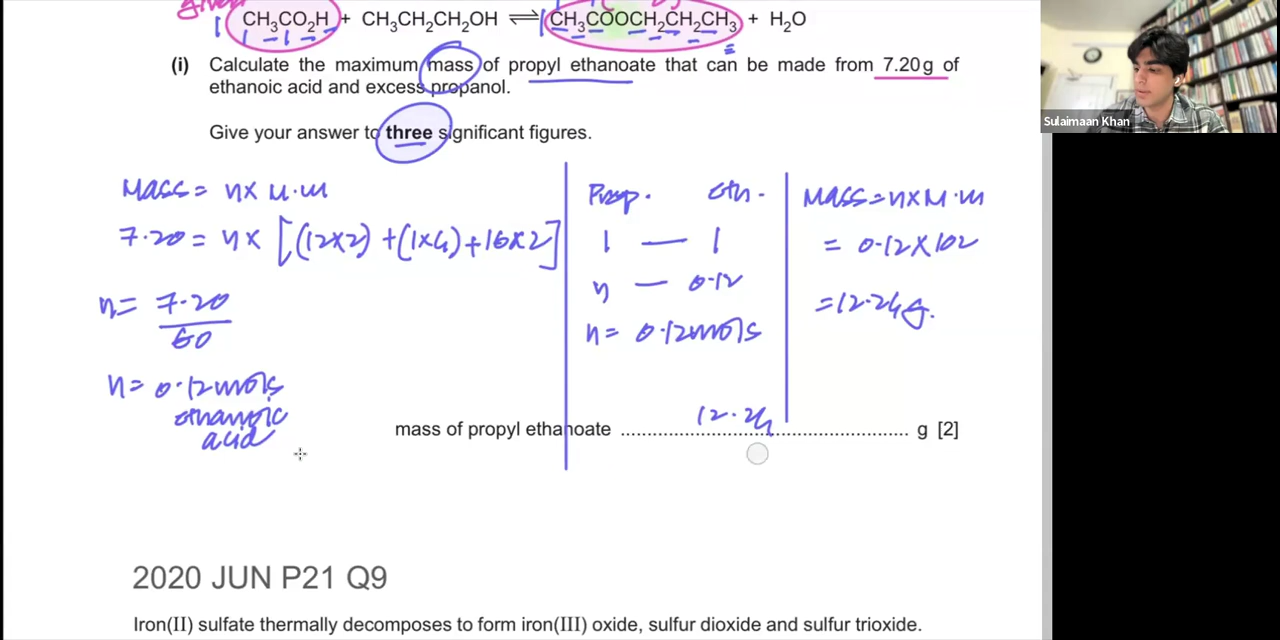 given
1 CH₃CO₂H + CH₃CH₂CH₂OH ⇌ 1 CH₃COOCH₂CH₂CH₃ + H₂O
(i) Calculate the maximum mass of propyl ethanoate that can be made from 7.20 g of
ethanoic acid and excess propanol.
Give your answer to three significant figures.
Mass = n × M.m
7.20 = n × [(12×2) + (1×4) + 16×2]
n = 7.20
60
n = 0.12 mols
ethanoic
acid
Prop. eth.
1 — 1
n — 0.12
n = 0.12 mols
Mass = n × M.m
= 0.12 × 102
= 12.24g.
12.24
mass of propyl ethanoate ........................................ g [2]
2020 JUN P21 Q9
Iron(II) sulfate thermally decomposes to form iron(III) oxide, sulfur dioxide and sulfur trioxide.
Sulaimaan Khan